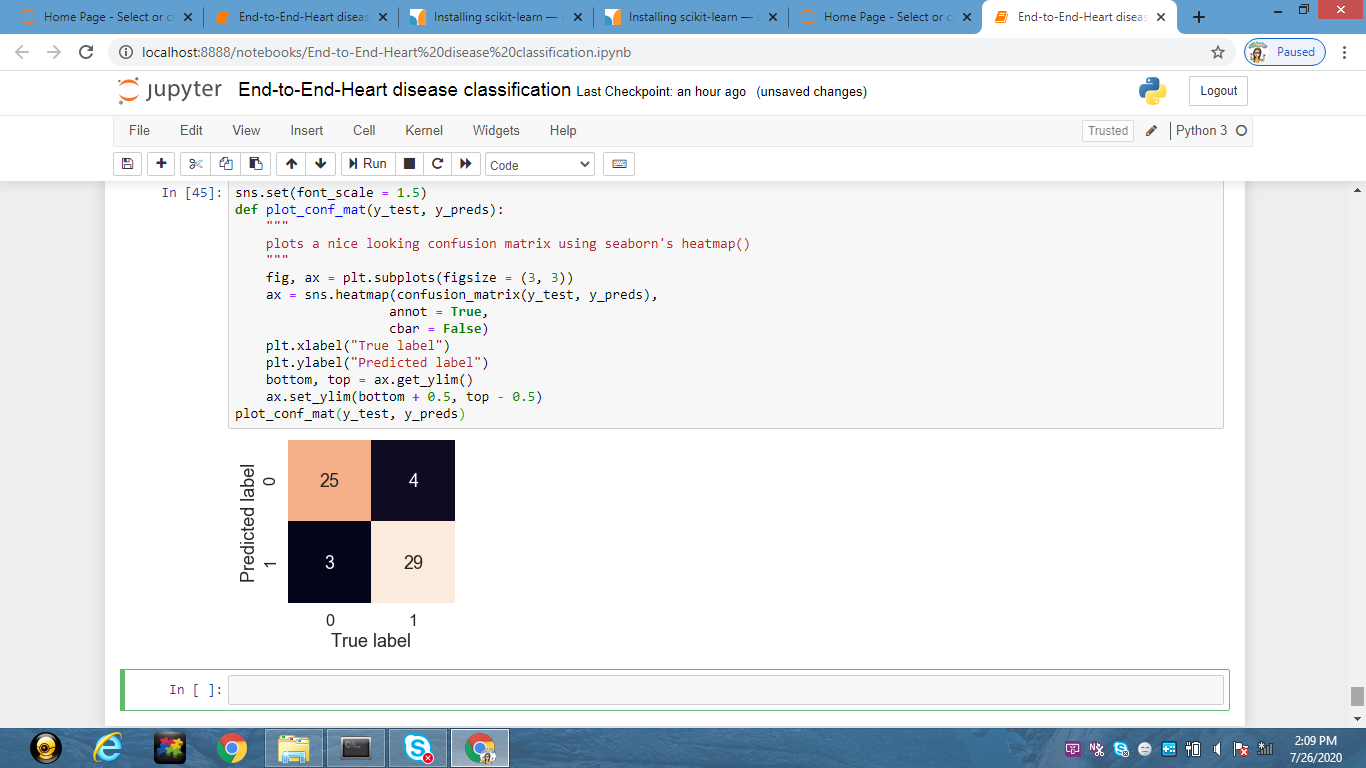 Home Page - Select or c
End-to-End-Heart diseas
Installing scikit-learn — s
Installing scikit-learn — s
Home Page - Select or c
End-to-End-Heart diseas
localhost:8888/notebooks/End-to-End-Heart%20disease%20classification.ipynb
Paused
jupyter End-to-End-Heart disease classification Last Checkpoint: an hour ago (unsaved changes)
Logout
File Edit View Insert Cell Kernel Widgets Help
Trusted
Python 3
Run
Code
In [45]: sns.set(font_scale = 1.5)
def plot_conf_mat(y_test, y_preds):
"""
plots a nice looking confusion matrix using seaborn's heatmap()
"""
fig, ax = plt.subplots(figsize = (3, 3))
ax = sns.heatmap(confusion_matrix(y_test, y_preds),
annot = True,
cbar = False)
plt.xlabel("True label")
plt.ylabel("Predicted label")
bottom, top = ax.get_ylim()
ax.set_ylim(bottom + 0.5, top - 0.5)
plot_conf_mat(y_test, y_preds)
Predicted label
0
25 4
1
3 29
0 1
True label
In [ ]:
2:09 PM
7/26/2020